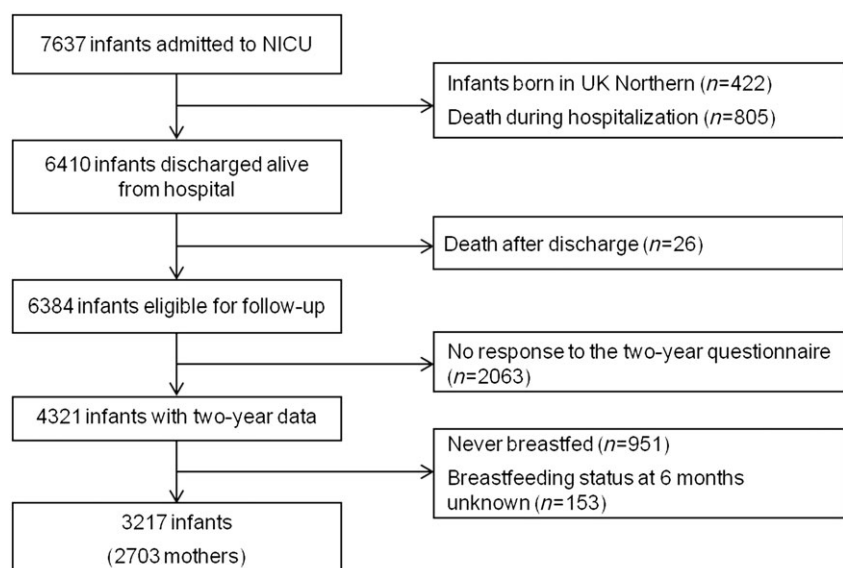 7637 infants admitted to NICU
Infants born in UK Northern (n=422)
Death during hospitalization (n=805)
6410 infants discharged alive
from hospital
Death after discharge (n=26)
6384 infants eligible for follow-up
No response to the two-year questionnaire
(n=2063)
4321 infants with two-year data
Never breastfed (n=951)
Breastfeeding status at 6 months
unknown (n=153)
3217 infants
(2703 mothers)